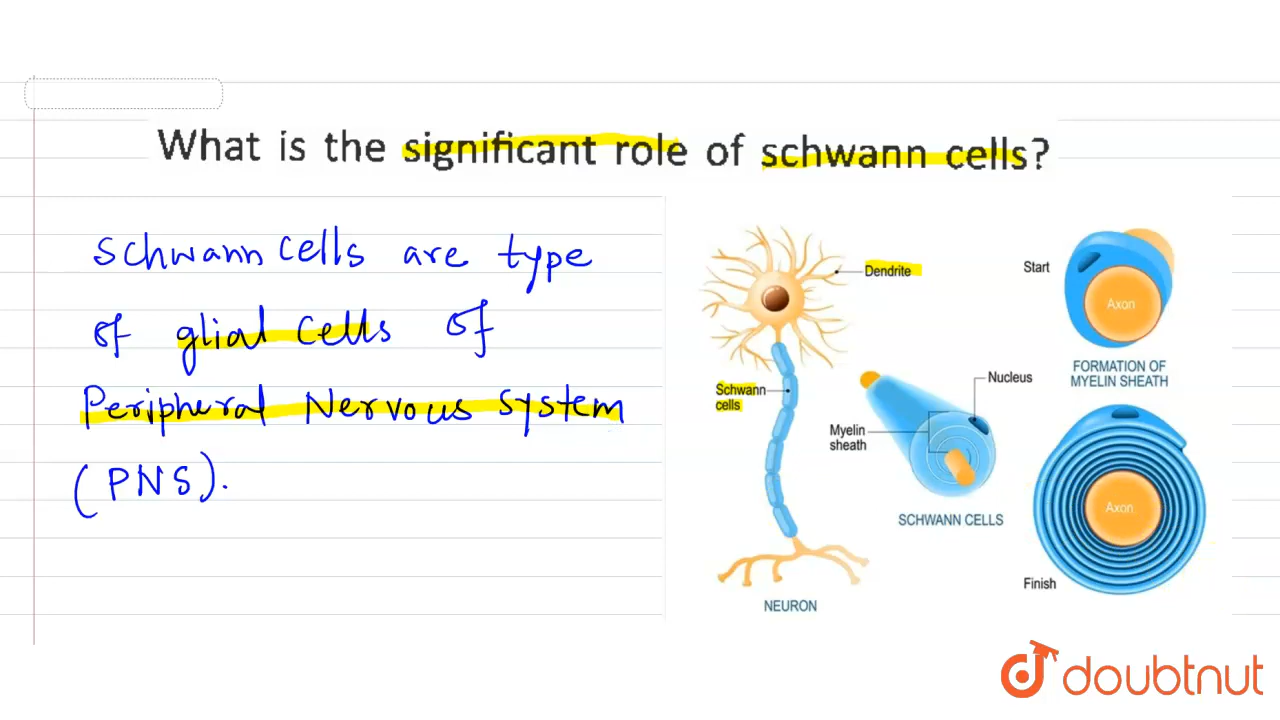 What is the significant role of schwann cells?
Schwann cells are type
of glial cells of
Peripheral Nervous System
(PNS).
Dendrite
Schwann
cells
NEURON
Nucleus
Myelin
sheath
SCHWANN CELLS
Start
Axon
FORMATION OF
MYELIN SHEATH
Axon
Finish
doubtnut